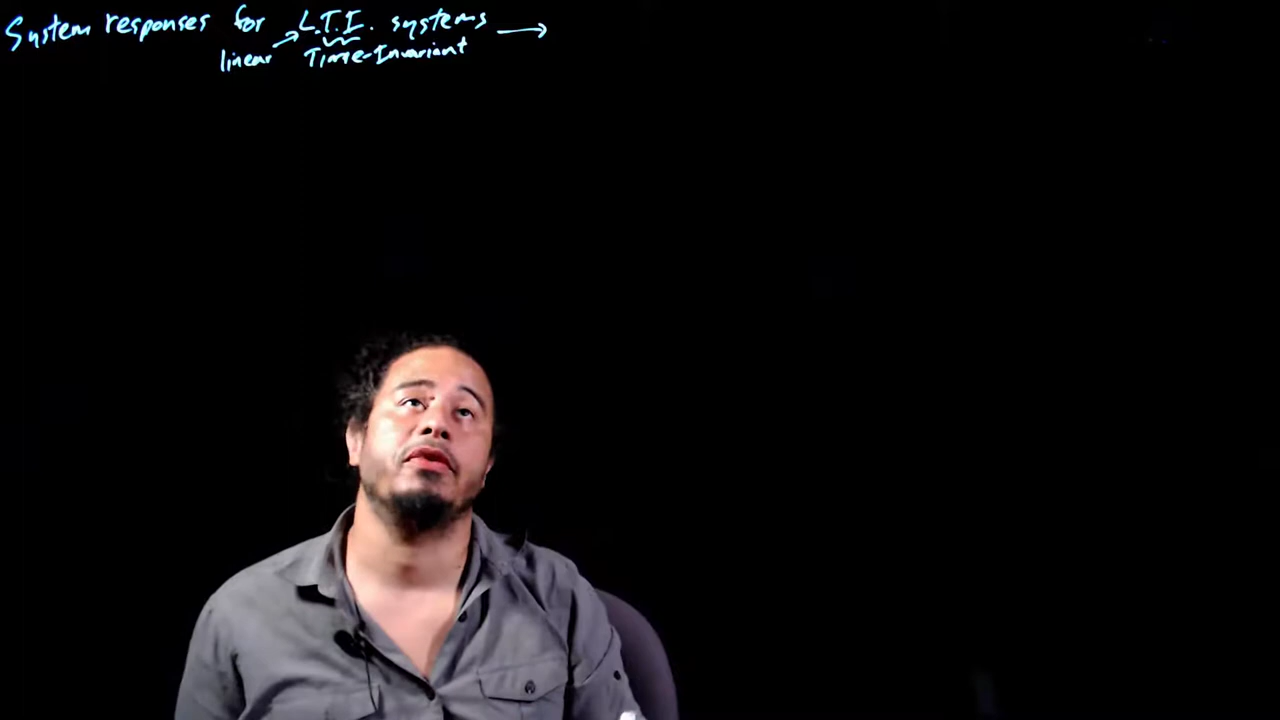 System responses for L.T.I. systems →
linear Time-Invariant